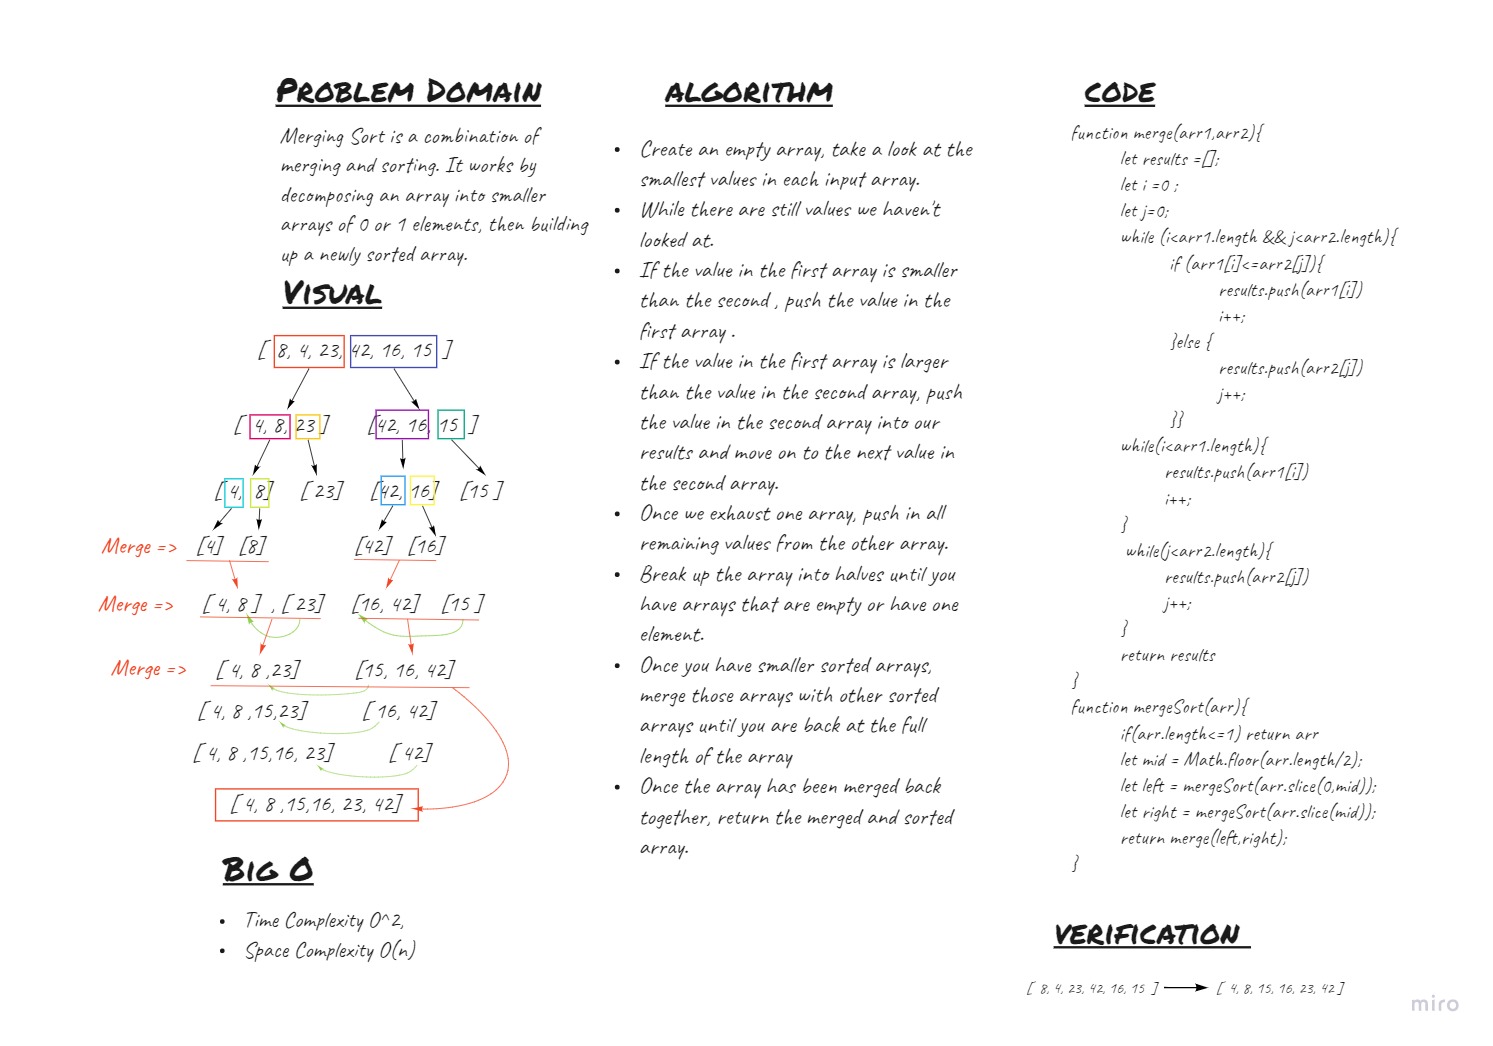 PROBLEM DOMAIN
Merging Sort is a combination of
merging and sorting. It works by
decomposing an array into smaller
arrays of 0 or 1 elements, then building
up a newly sorted array.
VISUAL
[ 8, 4, 23, 42, 16, 15 ]
[ 4, 8, 23 ] [42, 16, 15 ]
[ 4, 8] [ 23] [42, 16] [15 ]
Merge => [4] [8] [42] [16]
Merge => [ 4, 8 ] , [ 23] [16, 42] [15 ]
Merge => [ 4, 8 ,23] [15, 16, 42]
[ 4, 8 ,15,23] [ 16, 42]
[ 4, 8 ,15,16, 23] [ 42]
[ 4, 8 ,15,16, 23, 42]
BIG O
• Time Complexity O^2,
• Space Complexity O(n)
ALGORITHM
• Create an empty array, take a look at the
smallest values in each input array.
• While there are still values we haven't
looked at.
• If the value in the first array is smaller
than the second , push the value in the
first array .
• If the value in the first array is larger
than the value in the second array, push
the value in the second array into our
results and move on to the next value in
the second array.
• Once we exhaust one array, push in all
remaining values from the other array.
• Break up the array into halves until you
have arrays that are empty or have one
element.
• Once you have smaller sorted arrays,
merge those arrays with other sorted
arrays until you are back at the full
length of the array
• Once the array has been merged back
together, return the merged and sorted
array.
CODE
function merge(arr1,arr2){
let results =[];
let i =0 ;
let j=0;
while (i<arr1.length && j<arr2.length){
if (arr1[i]<=arr2[j]){
results.push(arr1[i])
i++;
}else {
results.push(arr2[j])
j++;
}}
while(i<arr1.length){
results.push(arr1[i])
i++;
}
while(j<arr2.length){
results.push(arr2[j])
j++;
}
return results
}
function mergeSort(arr){
if(arr.length<=1) return arr
let mid = Math.floor(arr.length/2);
let left = mergeSort(arr.slice(0,mid));
let right = mergeSort(arr.slice(mid));
return merge(left,right);
}
VERIFICATION
[ 8, 4, 23, 42, 16, 15 ] [ 4, 8, 15, 16, 23, 42 ]
miro